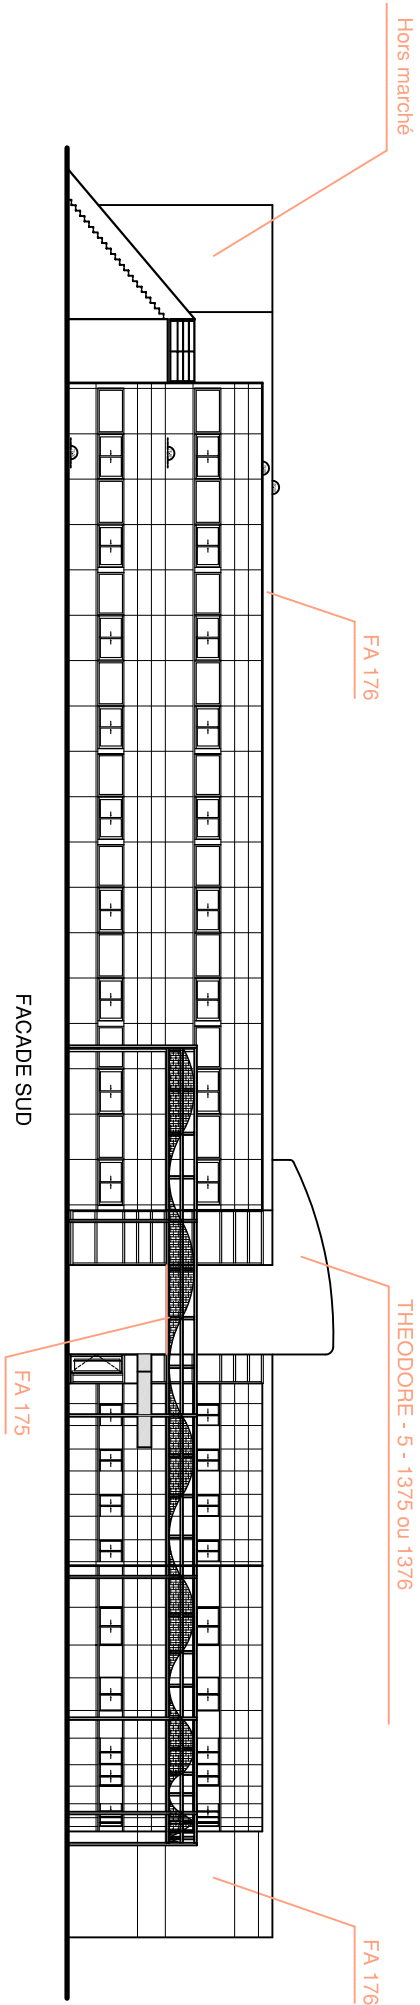 Hors marché
FA 176
THEODORE - 5 - 1375 ou 1376
FA 176
FA 175
FACADE SUD